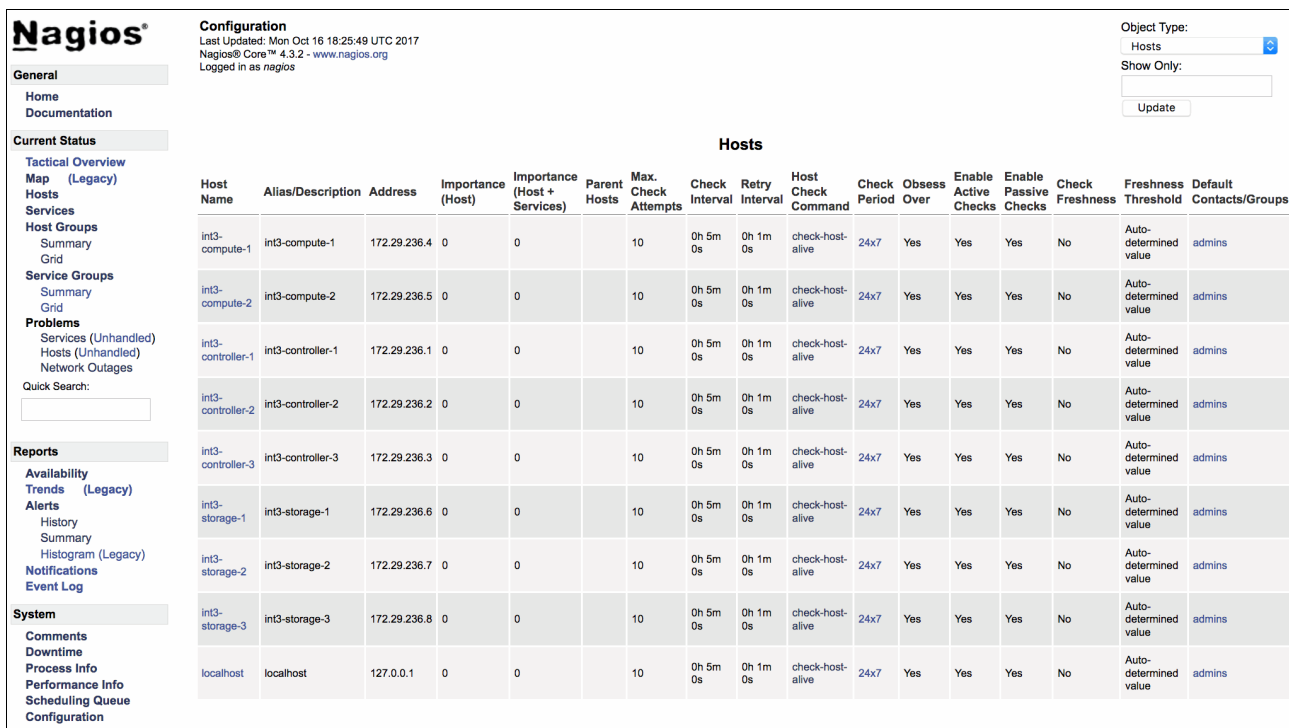 Nagios®
General
Home
Documentation
Current Status
Tactical Overview
Map (Legacy)
Hosts
Services
Host Groups
Summary
Grid
Service Groups
Summary
Grid
Problems
Services (Unhandled)
Hosts (Unhandled)
Network Outages
Quick Search:
Reports
Availability
Trends (Legacy)
Alerts
History
Summary
Histogram (Legacy)
Notifications
Event Log
System
Comments
Downtime
Process Info
Performance Info
Scheduling Queue
Configuration
Configuration
Last Updated: Mon Oct 16 18:25:49 UTC 2017
Nagios® Core™ 4.3.2 - www.nagios.org
Logged in as nagios
Object Type:
Hosts
Show Only:
Update
Hosts
Host Name Alias/Description Address Importance (Host) Importance (Host + Services) Parent Hosts Max. Check Attempts Check Interval Retry Interval Host Check Command Check Period Obsess Over Enable Active Checks Enable Passive Checks Check Freshness Freshness Threshold Default Contacts/Groups
int3-compute-1 int3-compute-1 172.29.236.4 0 0 10 0h 5m 0s 0h 1m 0s check-host-alive 24x7 Yes Yes Yes No Auto-determined value admins
int3-compute-2 int3-compute-2 172.29.236.5 0 0 10 0h 5m 0s 0h 1m 0s check-host-alive 24x7 Yes Yes Yes No Auto-determined value admins
int3-controller-1 int3-controller-1 172.29.236.1 0 0 10 0h 5m 0s 0h 1m 0s check-host-alive 24x7 Yes Yes Yes No Auto-determined value admins
int3-controller-2 int3-controller-2 172.29.236.2 0 0 10 0h 5m 0s 0h 1m 0s check-host-alive 24x7 Yes Yes Yes No Auto-determined value admins
int3-controller-3 int3-controller-3 172.29.236.3 0 0 10 0h 5m 0s 0h 1m 0s check-host-alive 24x7 Yes Yes Yes No Auto-determined value admins
int3-storage-1 int3-storage-1 172.29.236.6 0 0 10 0h 5m 0s 0h 1m 0s check-host-alive 24x7 Yes Yes Yes No Auto-determined value admins
int3-storage-2 int3-storage-2 172.29.236.7 0 0 10 0h 5m 0s 0h 1m 0s check-host-alive 24x7 Yes Yes Yes No Auto-determined value admins
int3-storage-3 int3-storage-3 172.29.236.8 0 0 10 0h 5m 0s 0h 1m 0s check-host-alive 24x7 Yes Yes Yes No Auto-determined value admins
localhost localhost 127.0.0.1 0 0 10 0h 5m 0s 0h 1m 0s check-host-alive 24x7 Yes Yes Yes No Auto-determined value admins